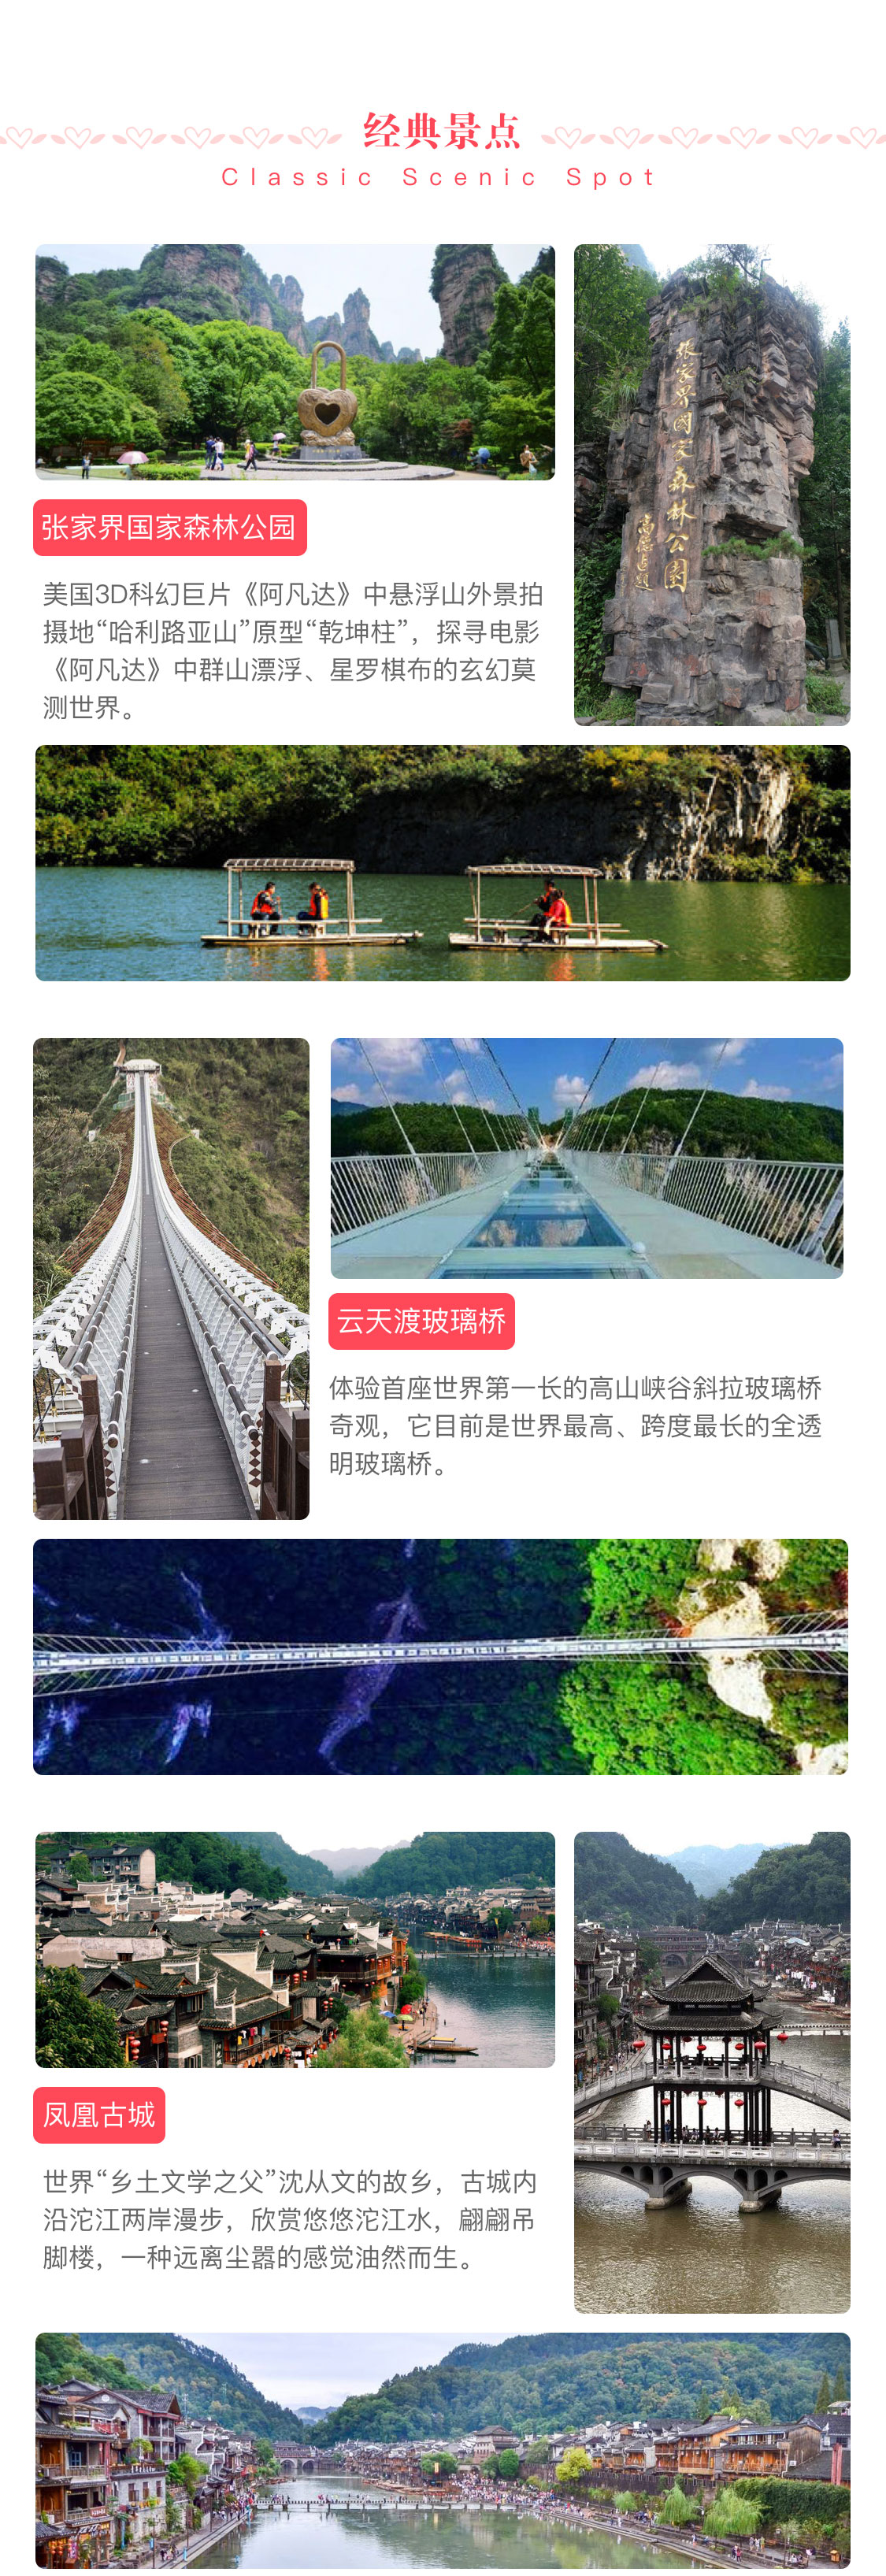 经典景点
Classic Scenic Spot
张家界国家森林公园
张家界国家森林公园
美国3D科幻巨片《阿凡达》中悬浮山外景拍
摄地“哈利路亚山”原型“乾坤柱”，探寻电影
《阿凡达》中群山漂浮、星罗棋布的玄幻莫
测世界。
云天渡玻璃桥
体验首座世界第一长的高山峡谷斜拉玻璃桥
奇观，它目前是世界最高、跨度最长的全透
明玻璃桥。
凤凰古城
世界“乡土文学之父”沈从文的故乡，古城内
沿沱江两岸漫步，欣赏悠悠沱江水，翩翩吊
脚楼，一种远离尘嚣的感觉油然而生。